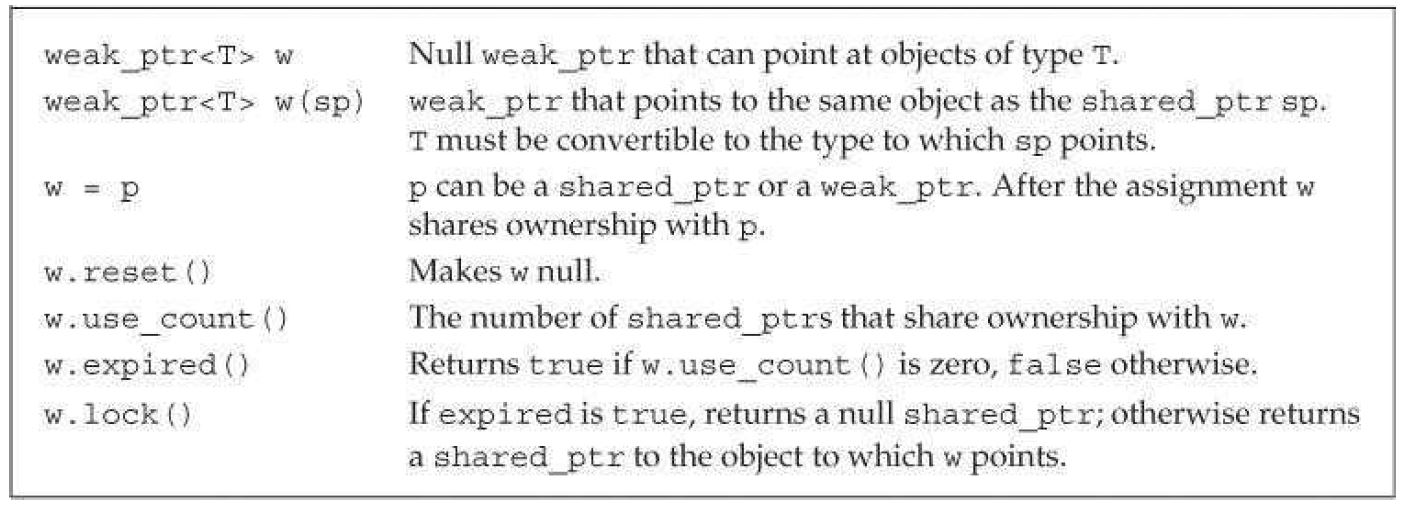 weak_ptr<T> w Null weak_ptr that can point at objects of type T.
weak_ptr<T> w(sp) weak_ptr that points to the same object as the shared_ptr sp.
T must be convertible to the type to which sp points.
w = p p can be a shared_ptr or a weak_ptr. After the assignment w
shares ownership with p.
w.reset() Makes w null.
w.use_count() The number of shared_ptrs that share ownership with w.
w.expired() Returns true if w.use_count() is zero, false otherwise.
w.lock() If expired is true, returns a null shared_ptr; otherwise returns
a shared_ptr to the object to which w points.